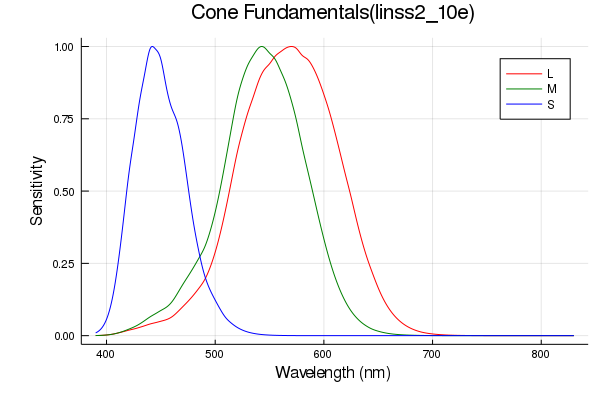 Cone Fundamentals(linss2_10e)
1.00
0.75
0.50
0.25
0.00
Sensitivity
L
M
S
400 500 600 700 800
Wavelength (nm)